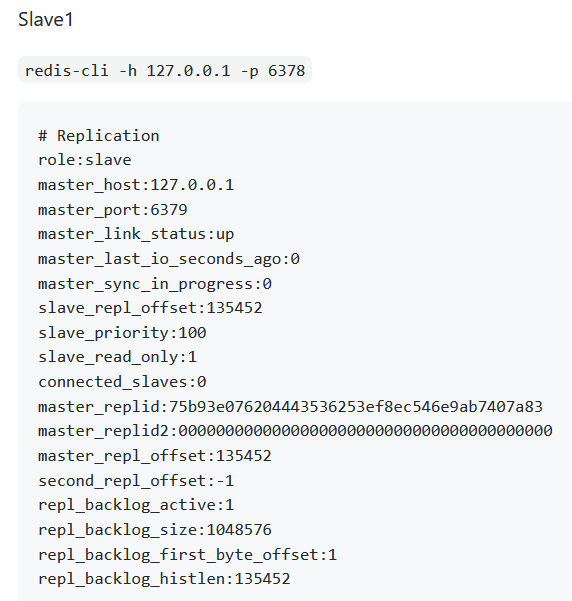 Slave1
redis-cli -h 127.0.0.1 -p 6378
# Replication
role:slave
master_host:127.0.0.1
master_port:6379
master_link_status:up
master_last_io_seconds_ago:0
master_sync_in_progress:0
slave_repl_offset:135452
slave_priority:100
slave_read_only:1
connected_slaves:0
master_replid:75b93e076204443536253ef8ec546e9ab7407a83
master_replid2:0000000000000000000000000000000000000000
master_repl_offset:135452
second_repl_offset:-1
repl_backlog_active:1
repl_backlog_size:1048576
repl_backlog_first_byte_offset:1
repl_backlog_histlen:135452